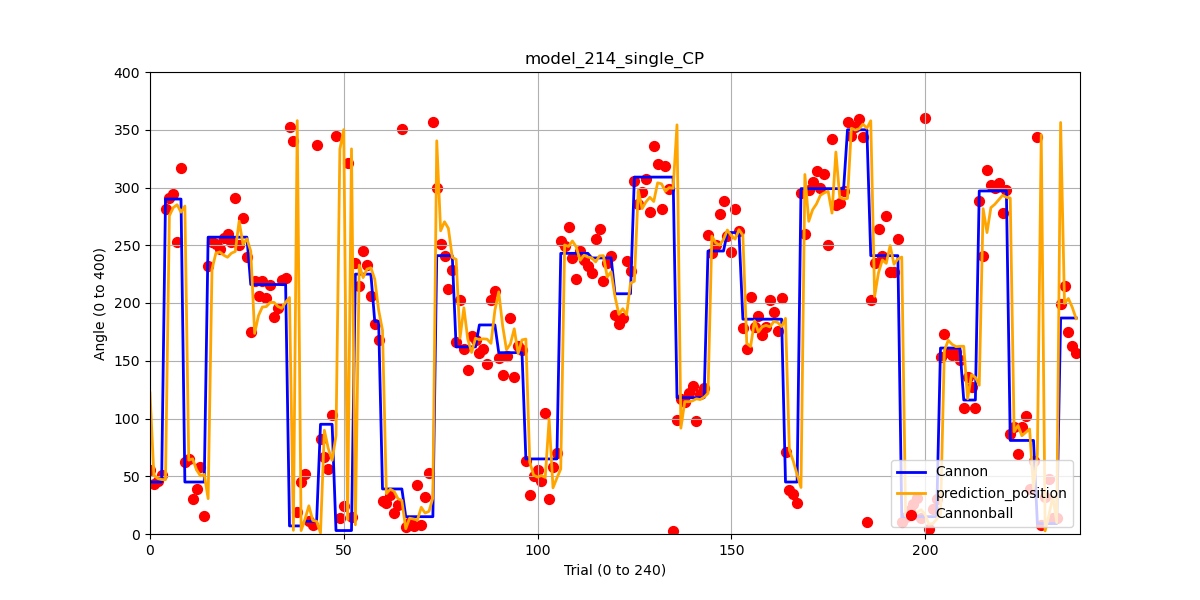 model_214_single_CP
400
350
300
250
200
150
100
50
0
Angle (0 to 400)
0 50 100 150 200
Trial (0 to 240)
Cannon
prediction_position
Cannonball